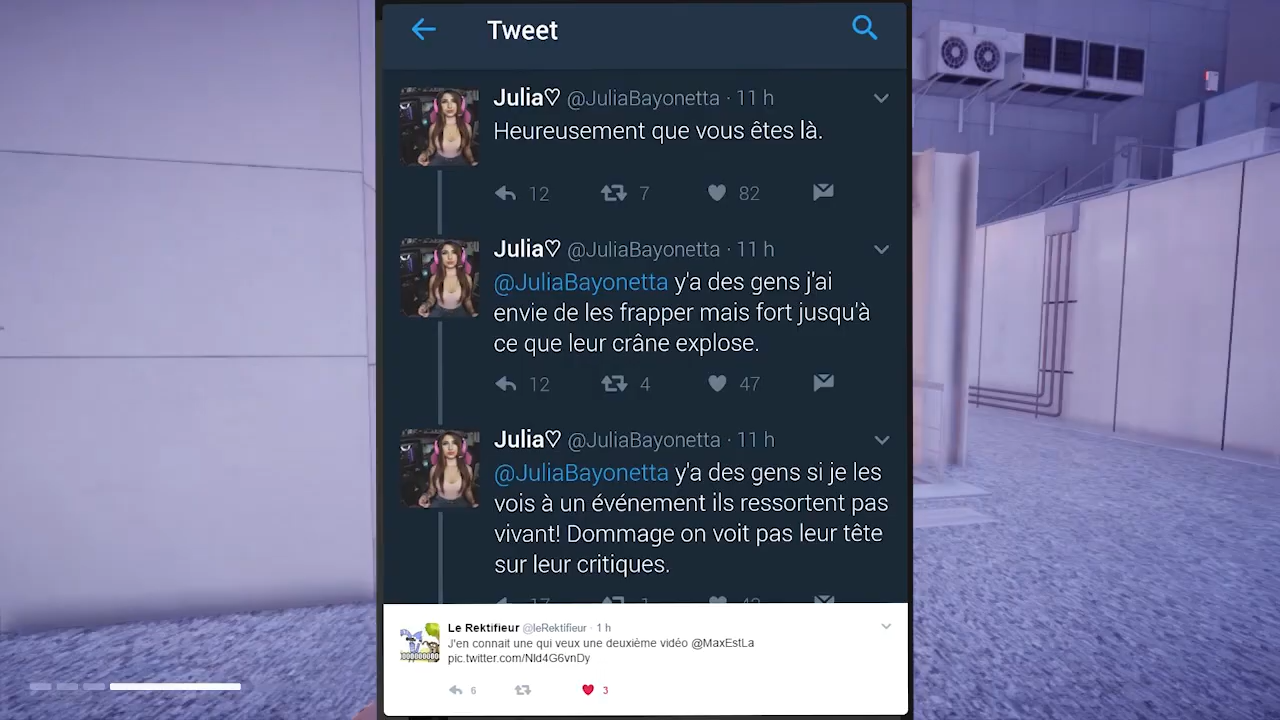 Tweet
Julia♡ @JuliaBayonetta · 11 h
Heureusement que vous êtes là.
12 7 82
Julia♡ @JuliaBayonetta · 11 h
@JuliaBayonetta y'a des gens j'ai
envie de les frapper mais fort jusqu'à
ce que leur crâne explose.
12 4 47
Julia♡ @JuliaBayonetta · 11 h
@JuliaBayonetta y'a des gens si je les
vois à un événement ils ressortent pas
vivant! Dommage on voit pas leur tête
sur leur critiques.
Le Rektifieur @leRektifieur · 1 h
J'en connait une qui veux une deuxième vidéo @MaxEstLa
pic.twitter.com/Nld4G6vnDy
6 3